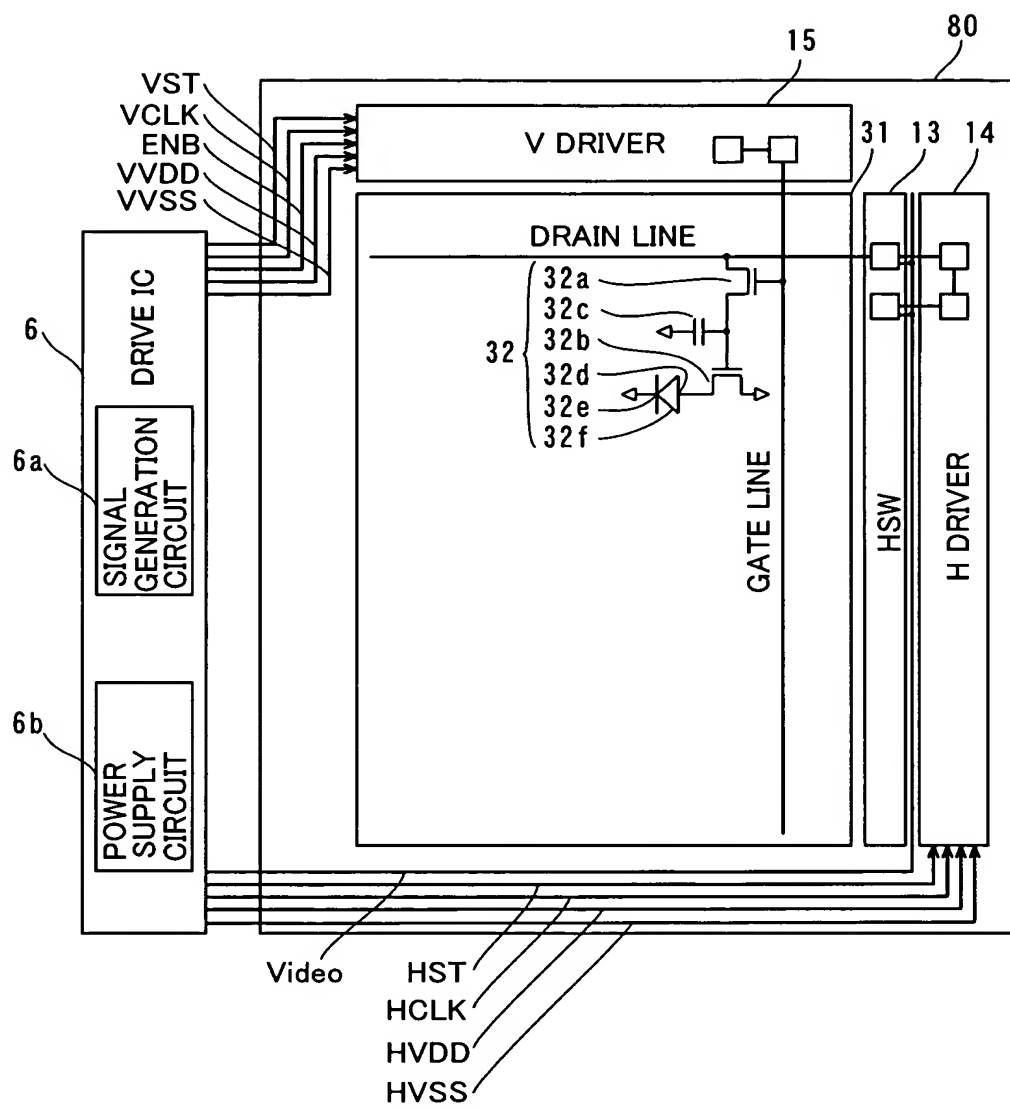 80
15
VST
VCLK
ENB
VVDD
VVSS
V DRIVER
31
13
14
DRAIN LINE
32
32a
32c
32b
32d
32e
32f
GATE LINE
HSW
H DRIVER
6
DRIVE IC
6a
SIGNAL
GENERATION
CIRCUIT
6b
POWER
SUPPLY
CIRCUIT
Video
HST
HCLK
HVDD
HVSS